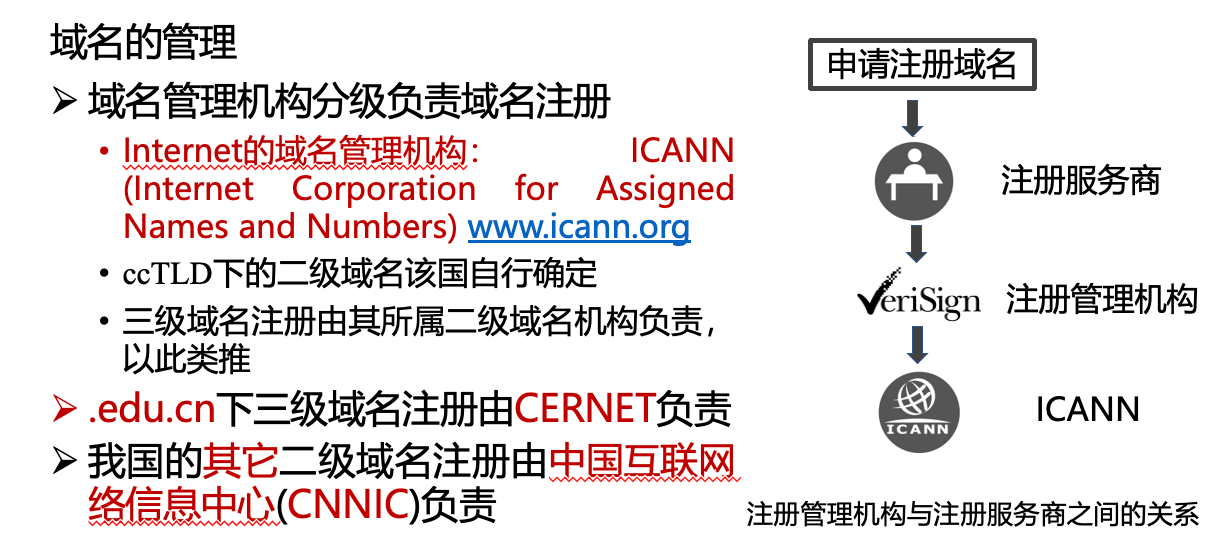 域名的管理
域名管理机构分级负责域名注册
Internet的域名管理机构： ICANN
(Internet Corporation for Assigned
Names and Numbers) www.icann.org
ccTLD下的二级域名该国自行确定
三级域名注册由其所属二级域名机构负责，
以此类推
.edu.cn下三级域名注册由CERNET负责
我国的其它二级域名注册由中国互联网
络信息中心(CNNIC)负责
申请注册域名
注册服务商
VeriSign 注册管理机构
ICANN ICANN
注册管理机构与注册服务商之间的关系